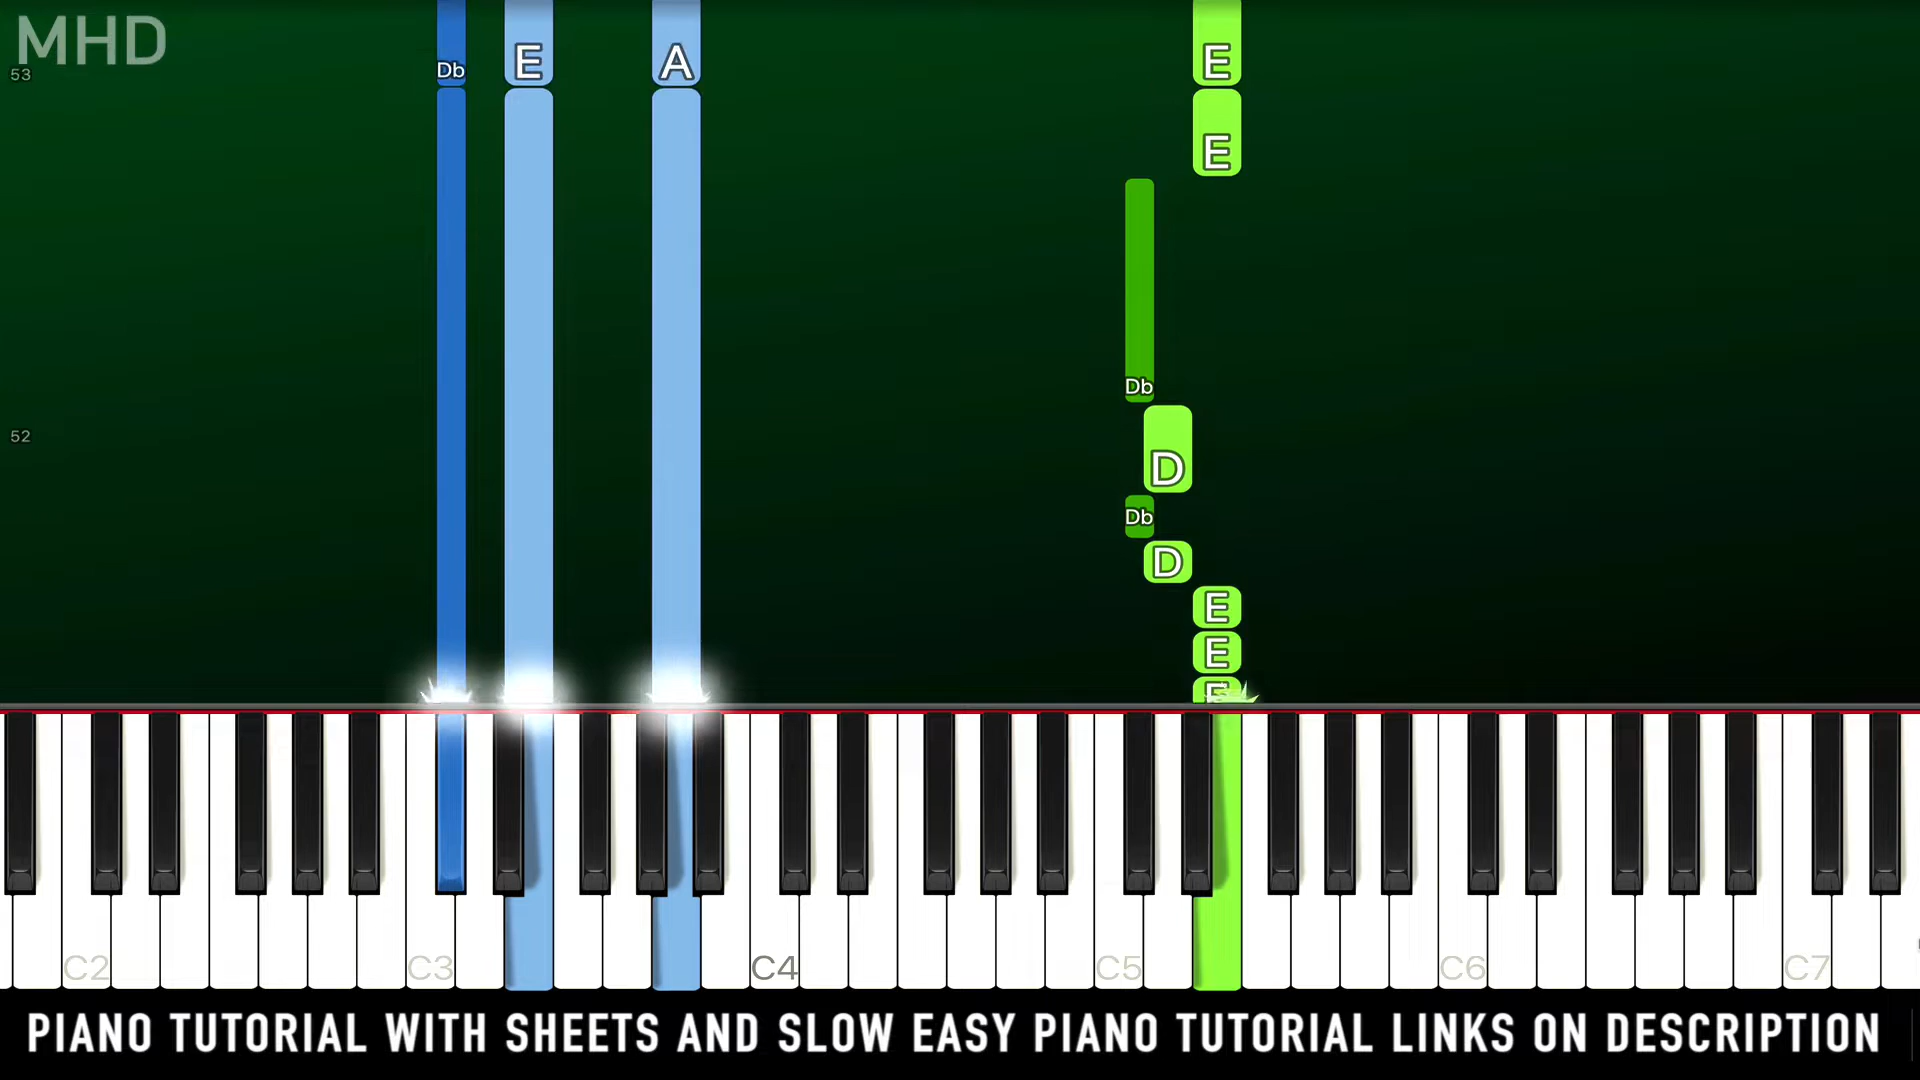 MHD
53
Db E A E
E
Db
52
D
Db
D
E
E
E
C2 C3 C4 C5 C6 C7
PIANO TUTORIAL WITH SHEETS AND SLOW EASY PIANO TUTORIAL LINKS ON DESCRIPTION